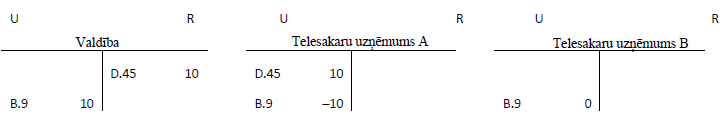 U R U R U R
Valdība Telesakaru uzņēmums A Telesakaru uzņēmums B
D.45 10 D.45 10
B.9 10 B.9 –10 B.9 0